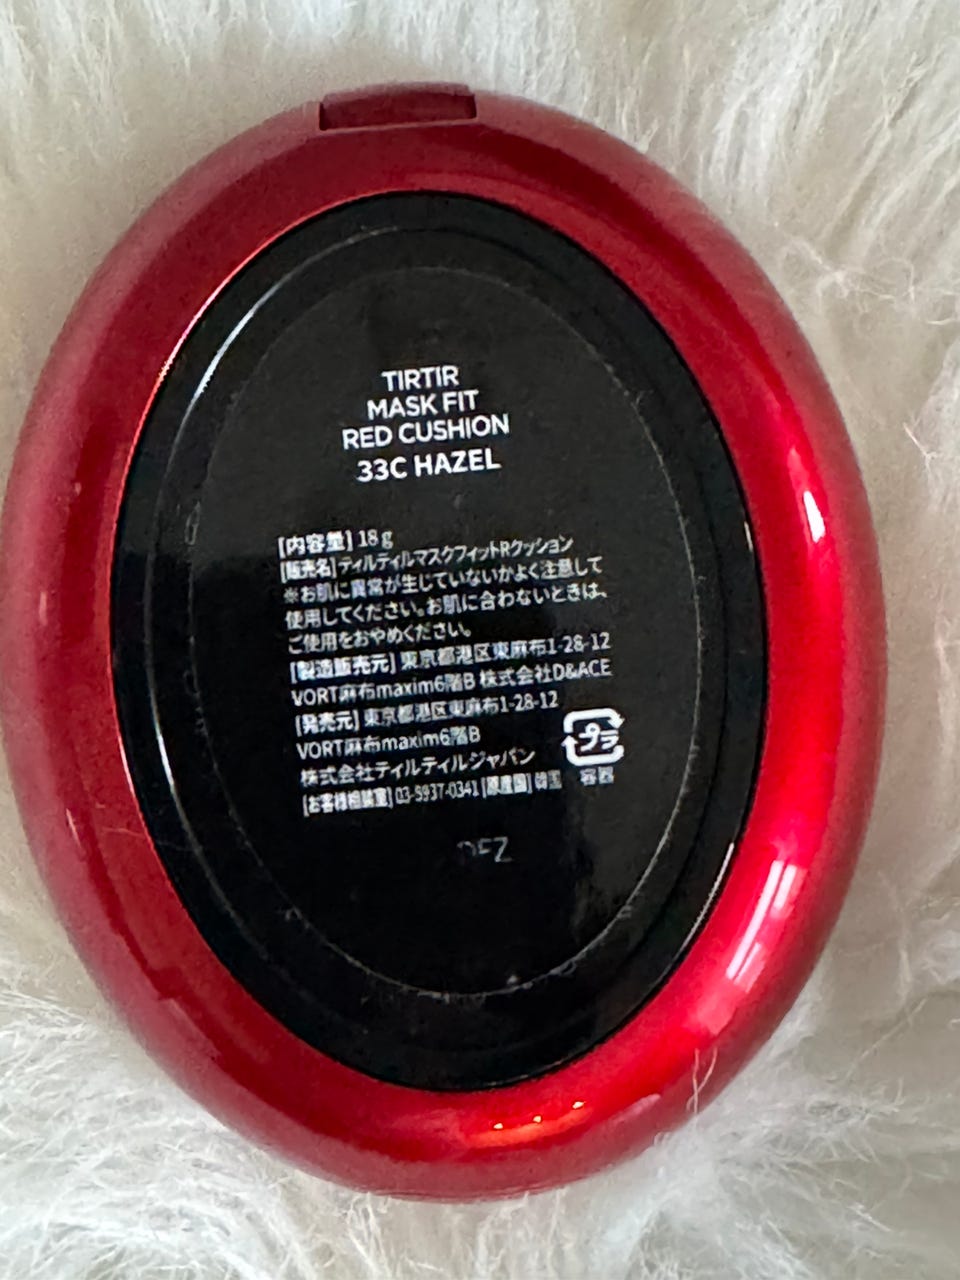 TIRTIR
MASK FIT
RED CUSHION
33C HAZEL
[内容量] 18g
[販売名] ティルティルマスクフィットRクッション
※お肌に異常が生じていないかよく注意して
使用してください。お肌に合わないときは、
ご使用をおやめください。
[製造販売元] 東京都港区東麻布1-28-12
VORT麻布maxim6階B 株式会社D&ACE
[発売元] 東京都港区東麻布1-28-12
VORT麻布maxim6階B
株式会社ティルティルジャパン
[お客様相談室] 03-5937-0341 [原産国] 韓国
プラ
容器